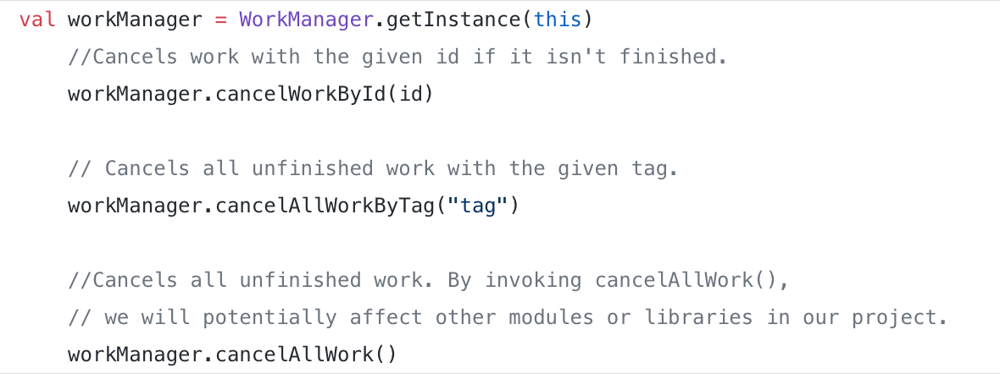 val workManager = WorkManager.getInstance(this)
    //Cancels work with the given id if it isn't finished.
    workManager.cancelWorkById(id)

    // Cancels all unfinished work with the given tag.
    workManager.cancelAllWorkByTag("tag")

    //Cancels all unfinished work. By invoking cancelAllWork(),
    // we will potentially affect other modules or libraries in our project.
    workManager.cancelAllWork()